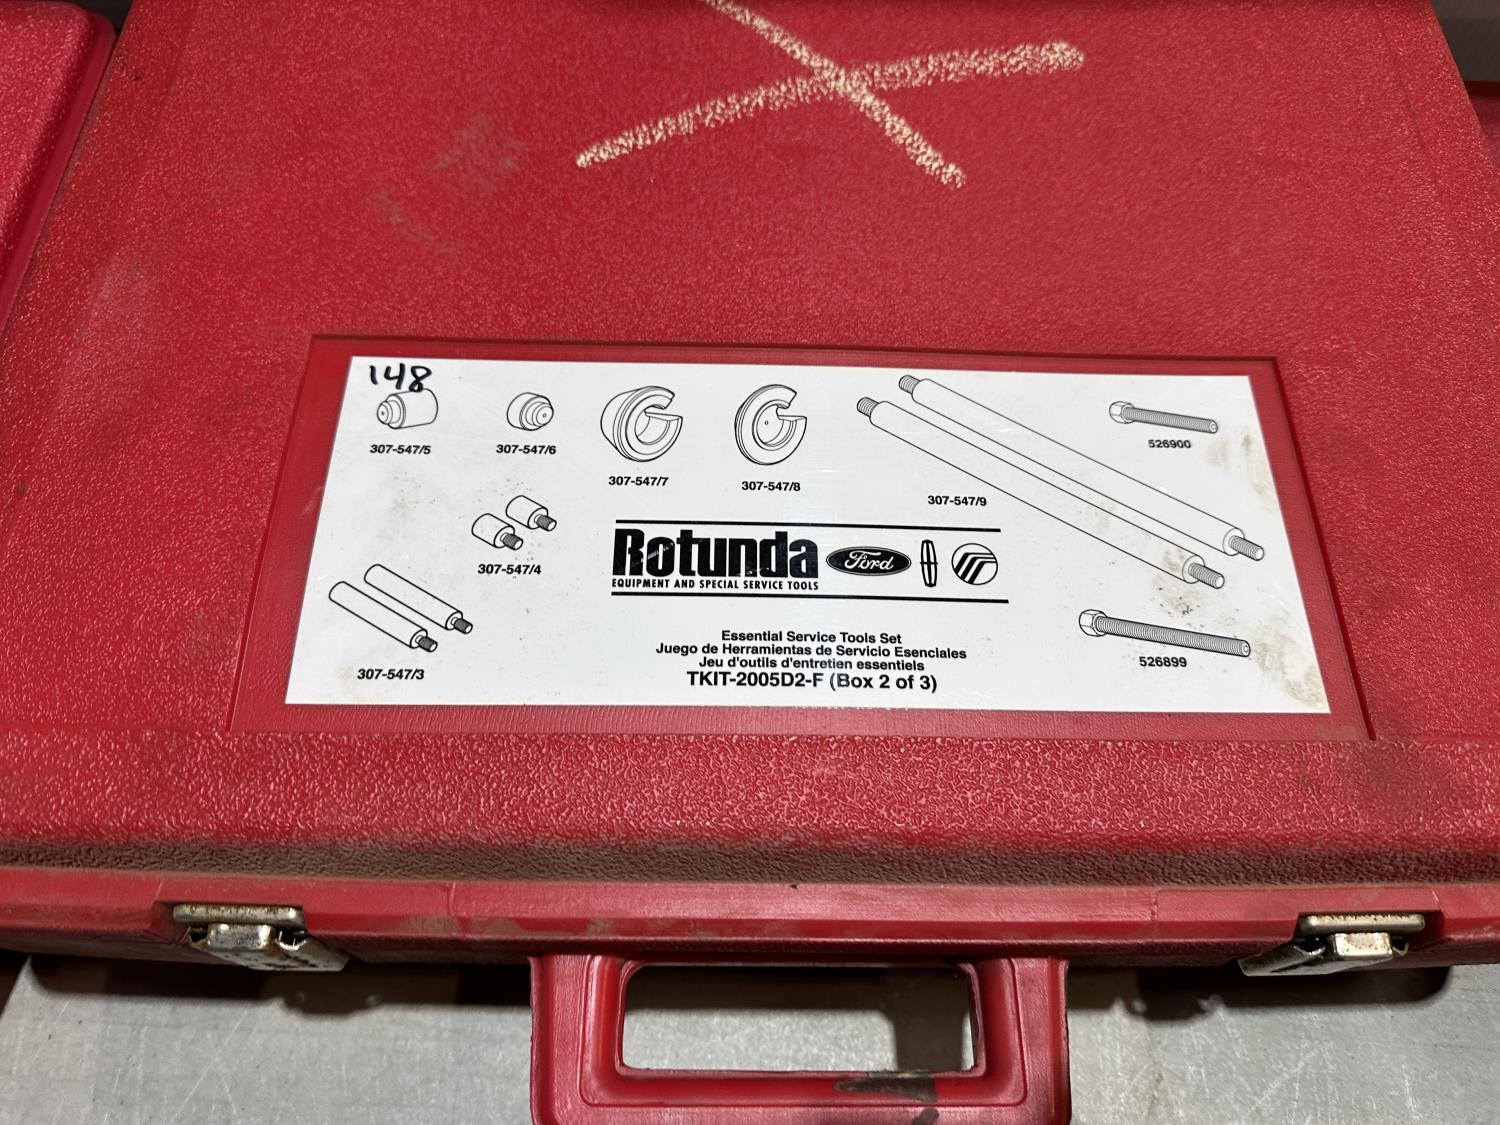 148
307-547/5
307-547/6
307-547/7
307-547/8
307-547/9
526900
307-547/4
307-547/3
Rotunda
EQUIPMENT AND SPECIAL SERVICE TOOLS
Ford
526899
Essential Service Tools Set
Juego de Herramientas de Servicio Esenciales
Jeu d'outils d'entretien essentiels
TKIT-2005D2-F (Box 2 of 3)